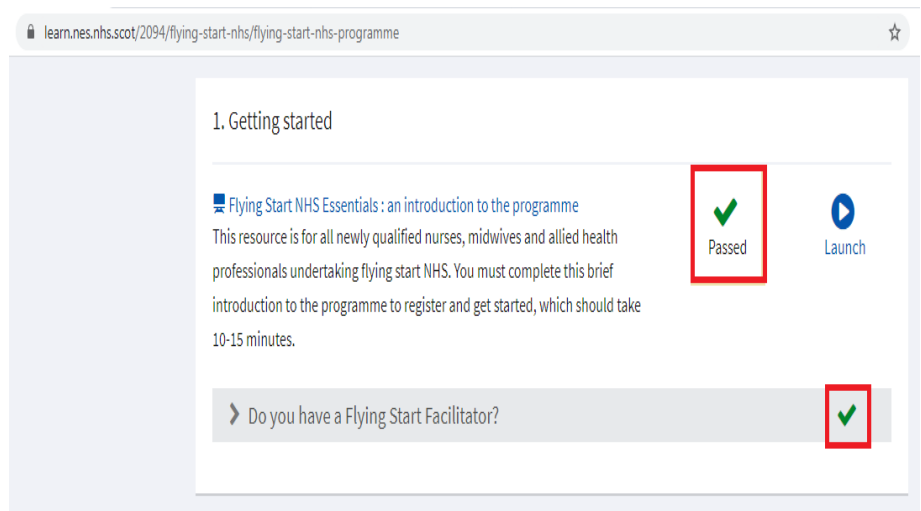 learn.nes.nhs.scot/2094/flying-start-nhs/flying-start-nhs-programme
1. Getting started
Flying Start NHS Essentials : an introduction to the programme
This resource is for all newly qualified nurses, midwives and allied health
professionals undertaking flying start NHS. You must complete this brief
introduction to the programme to register and get started, which should take
10-15 minutes.
Passed
Launch
Do you have a Flying Start Facilitator?